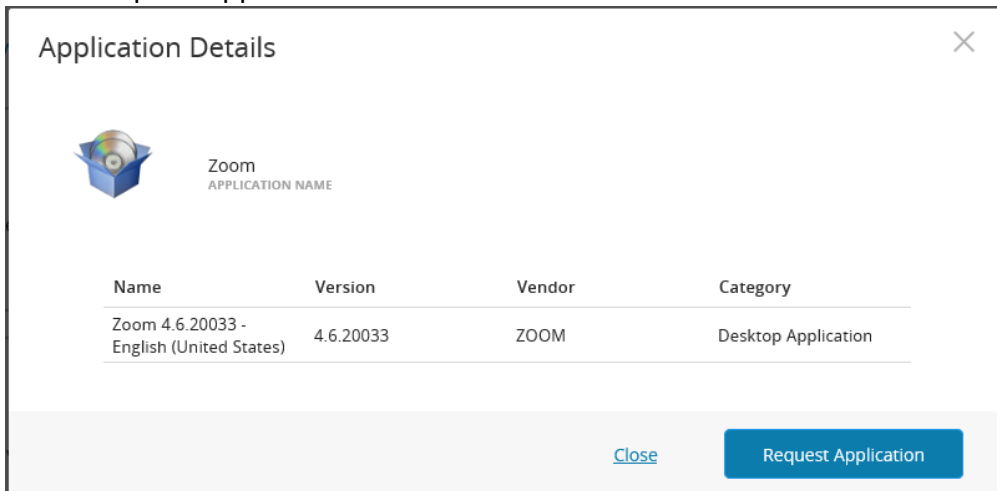 Application Details
Zoom
APPLICATION NAME
Name Version Vendor Category
Zoom 4.6.20033 -
English (United States) 4.6.20033 ZOOM Desktop Application
Close Request Application